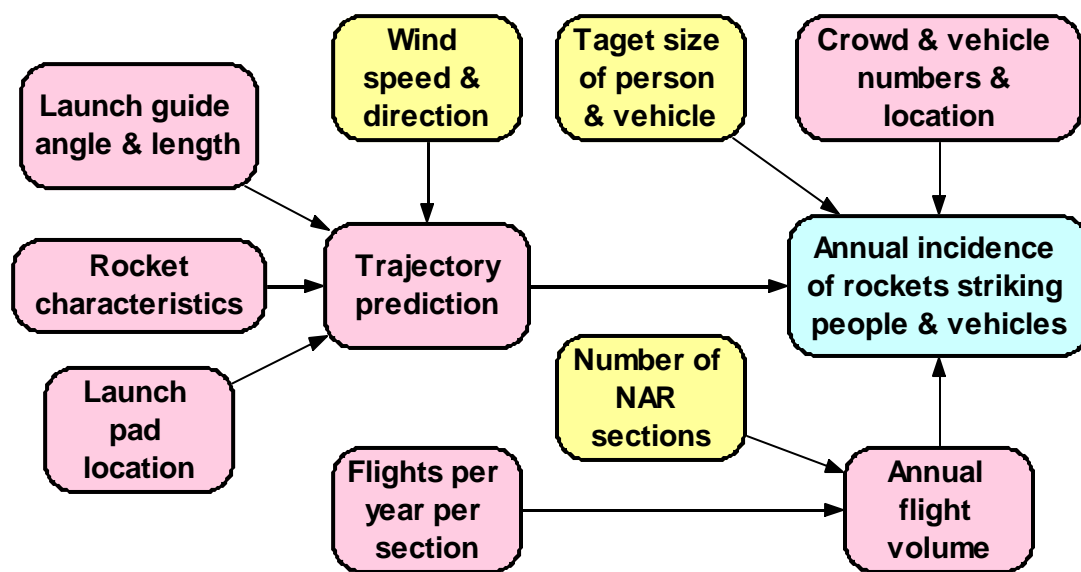 Wind
speed &
direction
Taget size
of person
& vehicle
Crowd & vehicle
numbers &
location
Launch guide
angle & length
Rocket
characteristics
Trajectory
prediction
Annual incidence
of rockets striking
people & vehicles
Launch
pad
location
Number of
NAR
sections
Flights per
year per
section
Annual
flight
volume